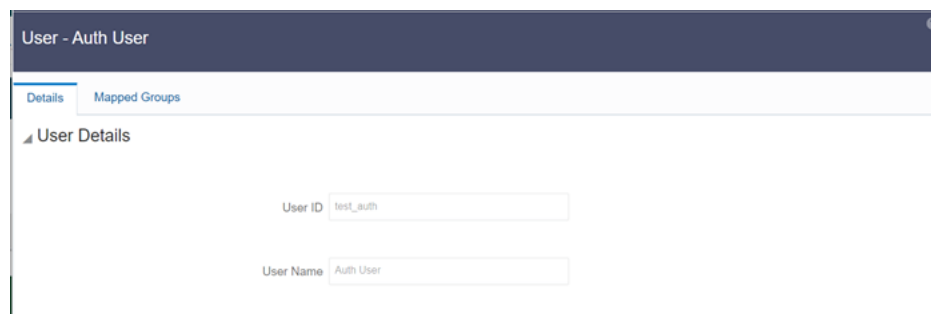 User - Auth User
Details Mapped Groups
User Details
User ID test_auth
User Name Auth User